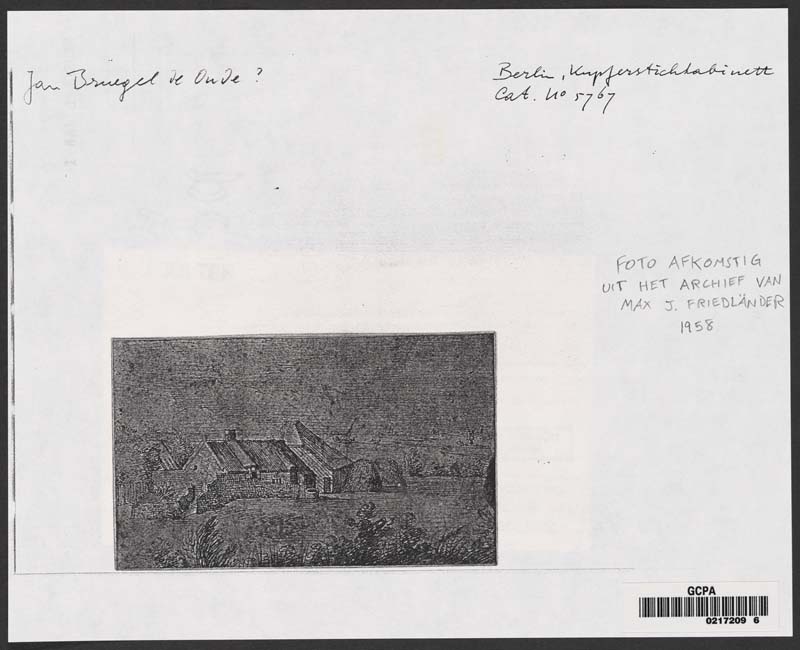 Jan Bruegel de Oude ?
Berlin, Kupferstichkabinett
Cat. No 5767
FOTO AFKOMSTIG
UIT HET ARCHIEF VAN
MAX J. FRIEDLÄNDER
1958
GCPA
0217209 6